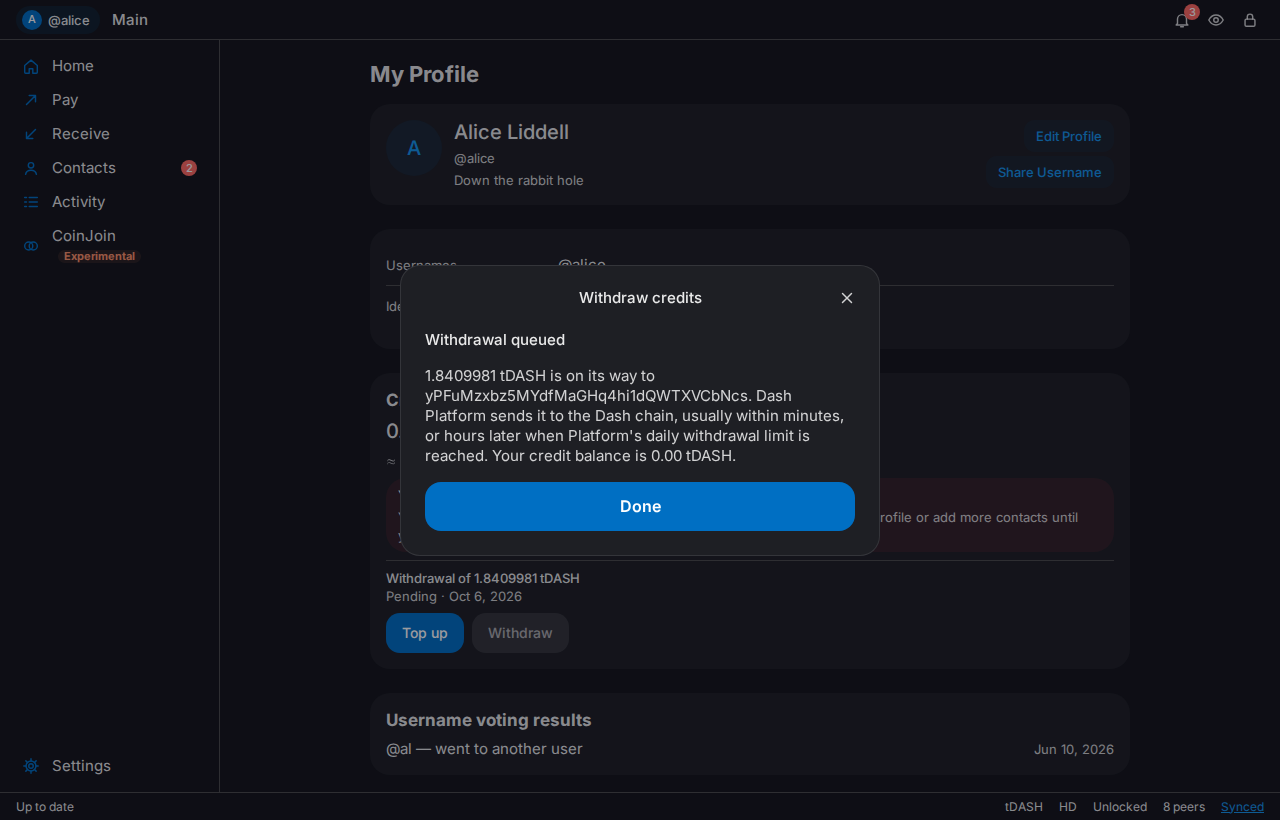 A @alice Main 3
Home
Pay
Receive
Contacts 2
Activity
CoinJoin
Experimental
Settings
My Profile
A
Alice Liddell
@alice
Down the rabbit hole
Edit Profile
Share Username
Usernames @alice
Withdraw credits
Withdrawal queued
1.8409981 tDASH is on its way to
yPFuMzxbz5MYdfMaGHq4hi1dQWTXVCbNcs. Dash
Platform sends it to the Dash chain, usually within minutes,
or hours later when Platform's daily withdrawal limit is
reached. Your credit balance is 0.00 tDASH.
Done
rofile or add more contacts until
Withdrawal of 1.8409981 tDASH
Pending · Oct 6, 2026
Top up Withdraw
Username voting results
@al — went to another user Jun 10, 2026
Up to date tDASH HD Unlocked 8 peers Synced